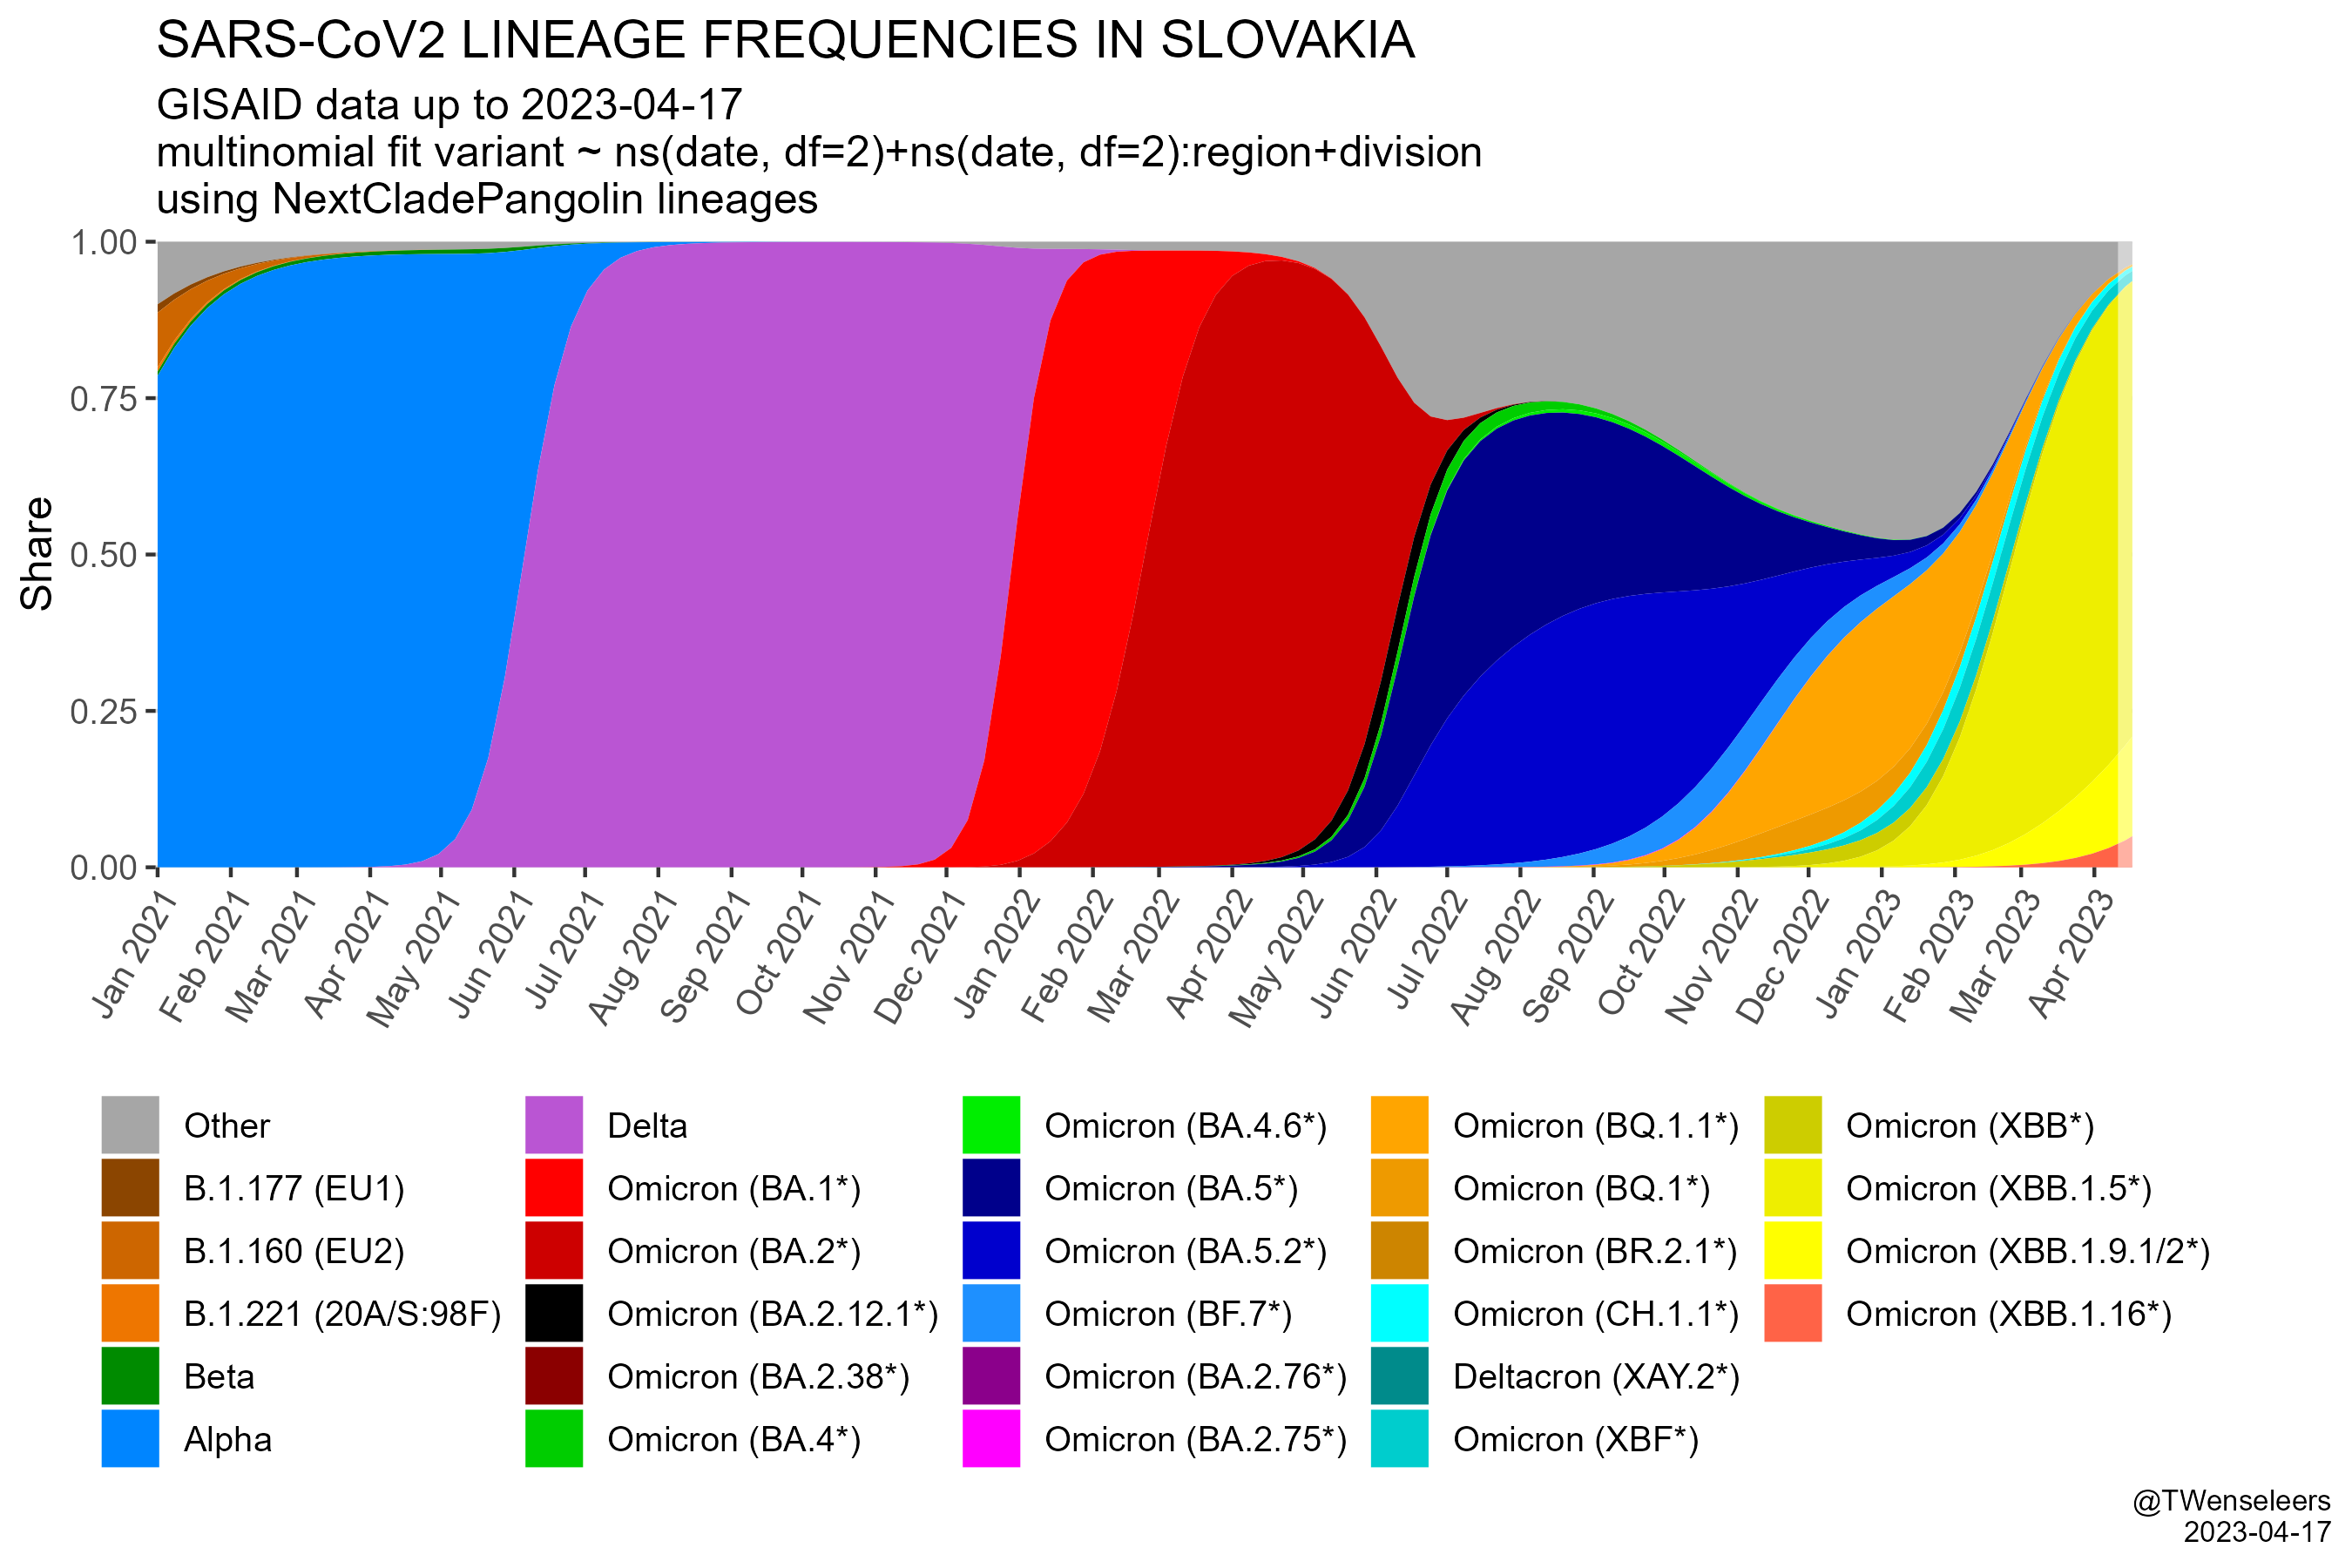 SARS-CoV2 LINEAGE FREQUENCIES IN SLOVAKIA
GISAID data up to 2023-04-17
multinomial fit variant ~ ns(date, df=2)+ns(date, df=2):region+division
using NextCladePangolin lineages
Share
1.00
0.75
0.50
0.25
0.00
Jan 2021
Feb 2021
Mar 2021
Apr 2021
May 2021
Jun 2021
Jul 2021
Aug 2021
Sep 2021
Oct 2021
Nov 2021
Dec 2021
Jan 2022
Feb 2022
Mar 2022
Apr 2022
May 2022
Jun 2022
Jul 2022
Aug 2022
Sep 2022
Oct 2022
Nov 2022
Dec 2022
Jan 2023
Feb 2023
Mar 2023
Apr 2023
Other
B.1.177 (EU1)
B.1.160 (EU2)
B.1.221 (20A/S:98F)
Beta
Alpha
Delta
Omicron (BA.1*)
Omicron (BA.2*)
Omicron (BA.2.12.1*)
Omicron (BA.2.38*)
Omicron (BA.4*)
Omicron (BA.4.6*)
Omicron (BA.5*)
Omicron (BA.5.2*)
Omicron (BF.7*)
Omicron (BA.2.76*)
Omicron (BA.2.75*)
Omicron (BQ.1.1*)
Omicron (BQ.1*)
Omicron (BR.2.1*)
Omicron (CH.1.1*)
Deltacron (XAY.2*)
Omicron (XBF*)
Omicron (XBB*)
Omicron (XBB.1.5*)
Omicron (XBB.1.9.1/2*)
Omicron (XBB.1.16*)
@TWenseleers
2023-04-17